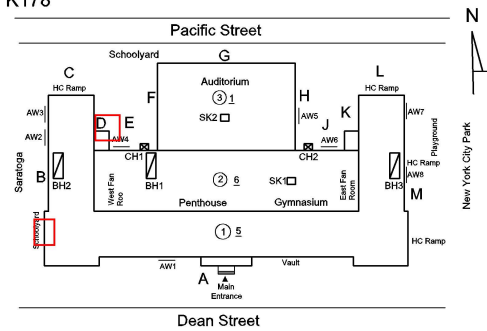 K178
Pacific Street
N
Schoolyard
G
C
L
HC Ramp
HC Ramp
Auditorium
F
3 1
H
AW3
SK2
AW5
AW7
D
E
J
K
AW2
AW4
AW6
Playground
CH1
CH2
Saratoga
B
BH2
BH1
West Fan
Roo
2 6
SK1
East Fan
Room
BH3
HC Ramp
AW8
M
New York City Park
Penthouse
Gymnasium
Schoolyard
1 5
HC Ramp
AW1
A
Vault
Main
Entrance
Dean Street